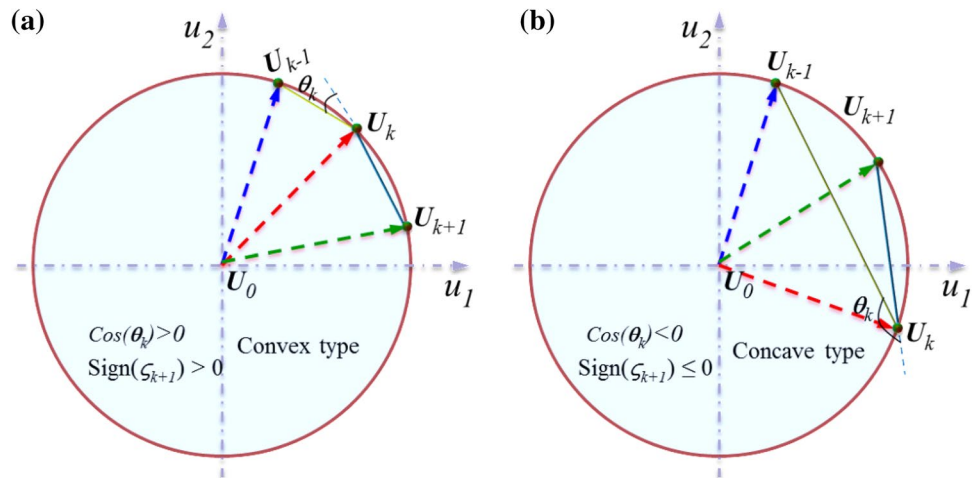 (a)
u2
Uk-1
θk
Uk
Uk+1
U0
u1
Cos(θk)>0
Sign(ςk+1) > 0
Convex type
(b)
u2
Uk-1
Uk+1
U0
u1
θk
Uk
Cos(θk)<0
Sign(ςk+1) ≤ 0
Concave type